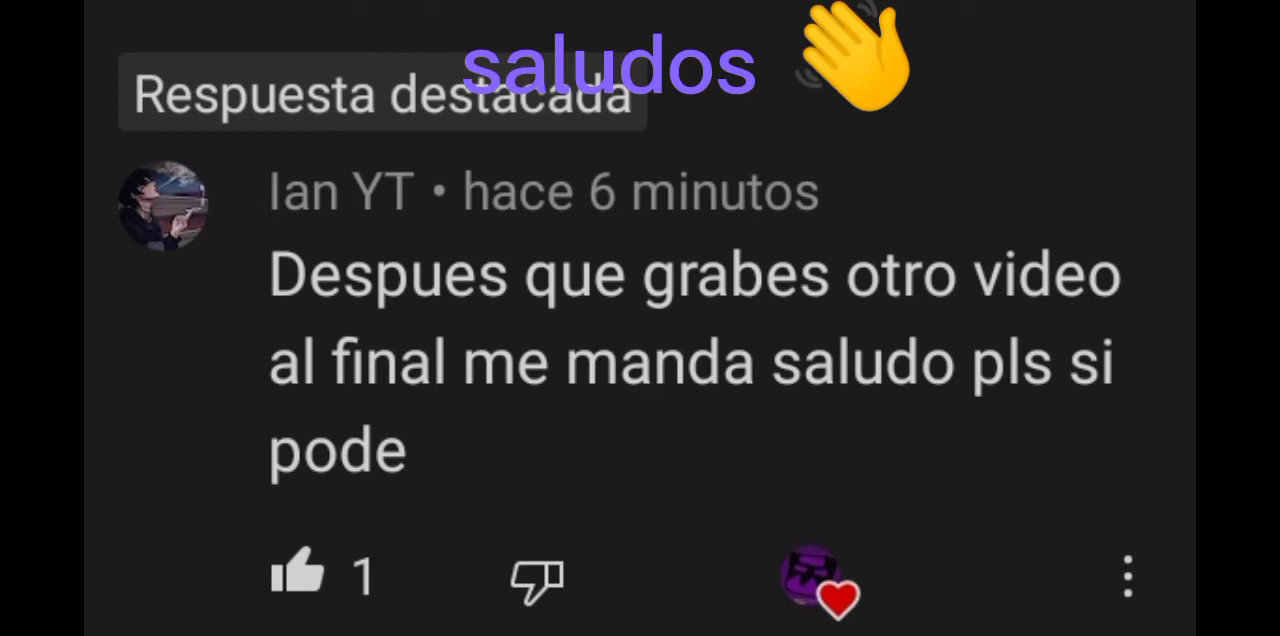 saludos
Respuesta destacada
Ian YT • hace 6 minutos
Despues que grabes otro video
al final me manda saludo pls si
pode
1